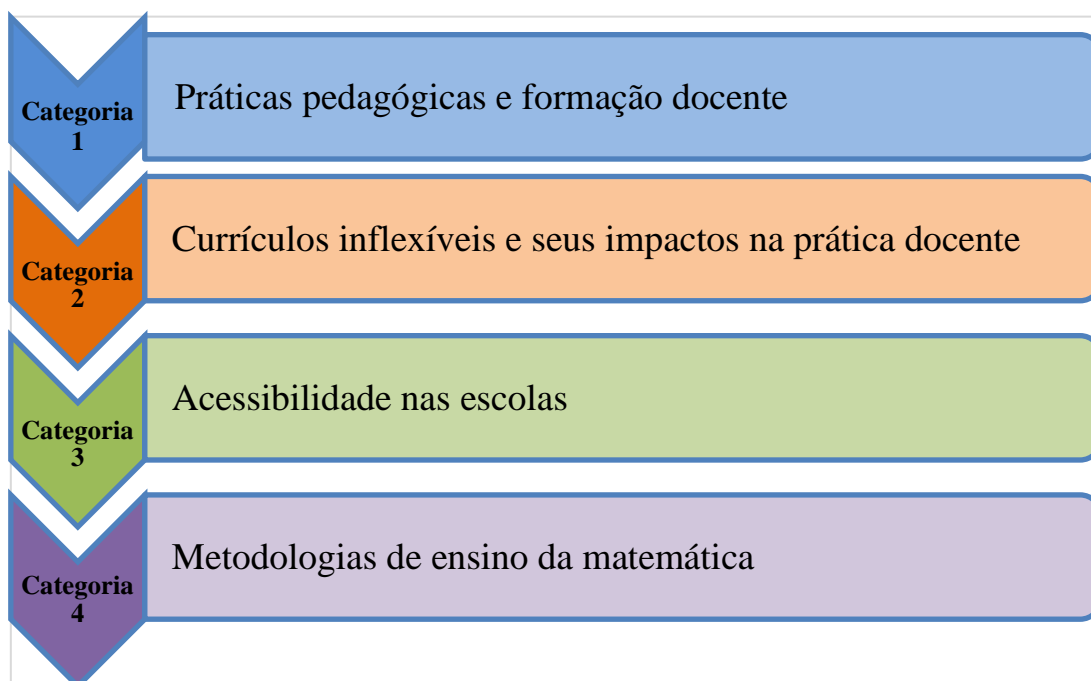 Categoria
1
Práticas pedagógicas e formação docente
Categoria
2
Currículos inflexíveis e seus impactos na prática docente
Categoria
3
Acessibilidade nas escolas
Categoria
4
Metodologias de ensino da matemática